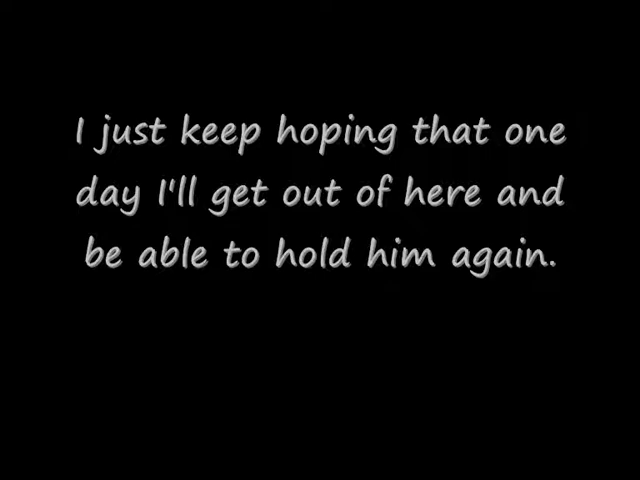 I just keep hoping that one
day I'll get out of here and
be able to hold him again.